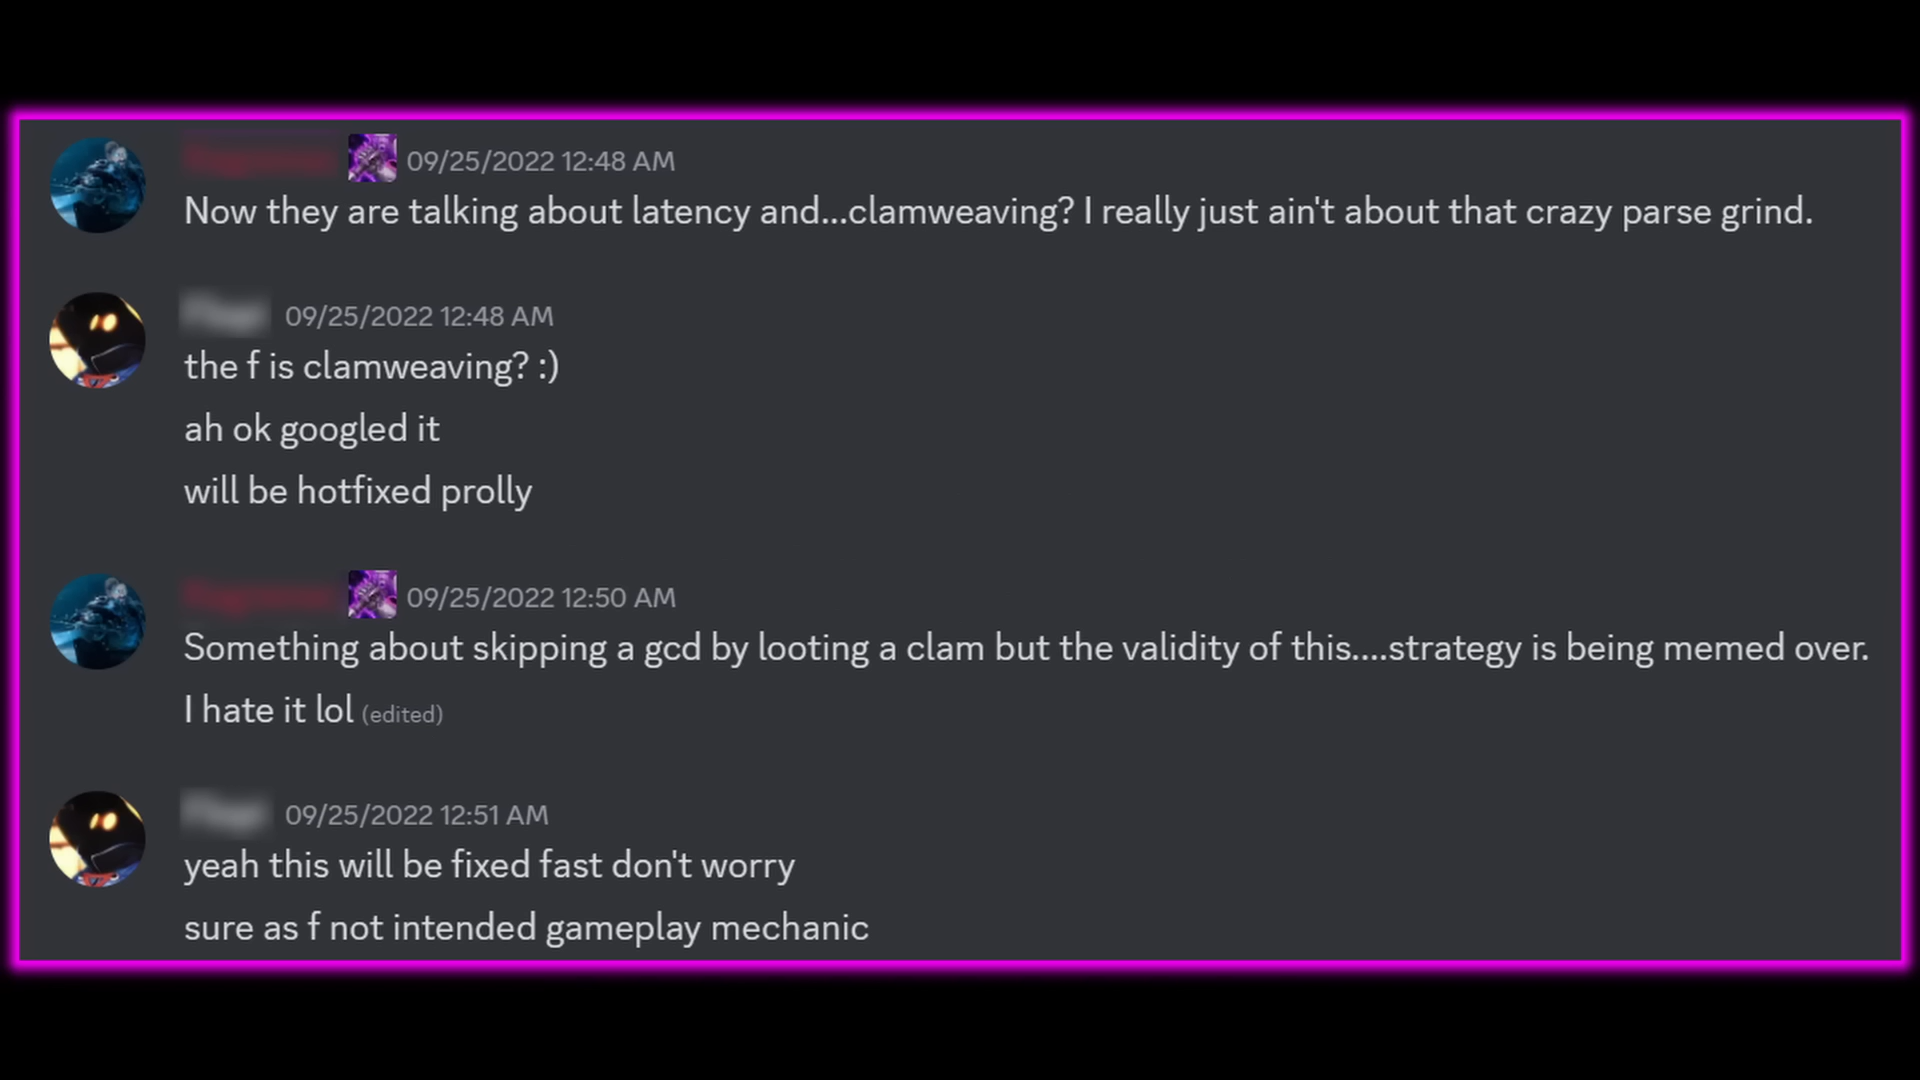 09/25/2022 12:48 AM
Now they are talking about latency and...clamweaving? I really just ain't about that crazy parse grind.
09/25/2022 12:48 AM
the f is clamweaving? :)
ah ok googled it
will be hotfixed prolly
09/25/2022 12:50 AM
Something about skipping a gcd by looting a clam but the validity of this....strategy is being memed over.
I hate it lol (edited)
09/25/2022 12:51 AM
yeah this will be fixed fast don't worry
sure as f not intended gameplay mechanic